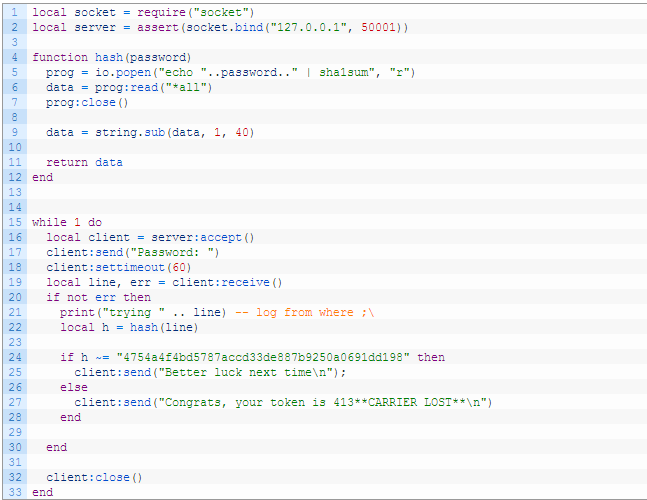 1 local socket = require("socket")
2 local server = assert(socket.bind("127.0.0.1", 50001))
3
4 function hash(password)
5   prog = io.popen("echo "..password.." | sha1sum", "r")
6   data = prog:read("*all")
7   prog:close()
8
9   data = string.sub(data, 1, 40)
10
11   return data
12 end
13
14
15 while 1 do
16   local client = server:accept()
17   client:send("Password: ")
18   client:settimeout(60)
19   local line, err = client:receive()
20   if not err then
21     print("trying " .. line) -- log from where ;\
22     local h = hash(line)
23
24     if h ~= "4754a4f4bd5787accd33de887b9250a0691dd198" then
25       client:send("Better luck next time\n");
26     else
27       client:send("Congrats, your token is 413**CARRIER LOST**\n")
28     end
29
30   end
31
32   client:close()
33 end